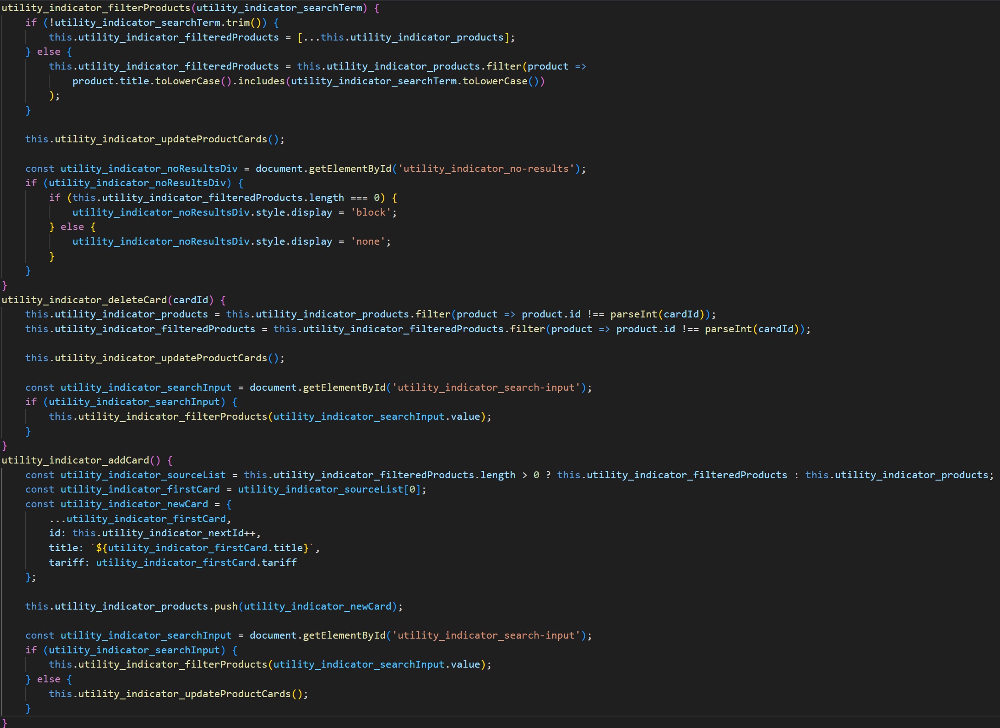 utility_indicator_filterProducts(utility_indicator_searchTerm) {
    if (!utility_indicator_searchTerm.trim()) {
        this.utility_indicator_filteredProducts = [...this.utility_indicator_products];
    } else {
        this.utility_indicator_filteredProducts = this.utility_indicator_products.filter(product =>
            product.title.toLowerCase().includes(utility_indicator_searchTerm.toLowerCase())
        );
    }

    this.utility_indicator_updateProductCards();

    const utility_indicator_noResultsDiv = document.getElementById('utility_indicator_no-results');
    if (utility_indicator_noResultsDiv) {
        if (this.utility_indicator_filteredProducts.length === 0) {
            utility_indicator_noResultsDiv.style.display = 'block';
        } else {
            utility_indicator_noResultsDiv.style.display = 'none';
        }
    }
}
utility_indicator_deleteCard(cardId) {
    this.utility_indicator_products = this.utility_indicator_products.filter(product => product.id !== parseInt(cardId));
    this.utility_indicator_filteredProducts = this.utility_indicator_filteredProducts.filter(product => product.id !== parseInt(cardId));

    this.utility_indicator_updateProductCards();

    const utility_indicator_searchInput = document.getElementById('utility_indicator_search-input');
    if (utility_indicator_searchInput) {
        this.utility_indicator_filterProducts(utility_indicator_searchInput.value);
    }
}
utility_indicator_addCard() {
    const utility_indicator_sourceList = this.utility_indicator_filteredProducts.length > 0 ? this.utility_indicator_filteredProducts : this.utility_indicator_products;
    const utility_indicator_firstCard = utility_indicator_sourceList[0];
    const utility_indicator_newCard = {
        ...utility_indicator_firstCard,
        id: this.utility_indicator_nextId++,
        title: `${utility_indicator_firstCard.title}`,
        tariff: utility_indicator_firstCard.tariff
    };

    this.utility_indicator_products.push(utility_indicator_newCard);

    const utility_indicator_searchInput = document.getElementById('utility_indicator_search-input');
    if (utility_indicator_searchInput) {
        this.utility_indicator_filterProducts(utility_indicator_searchInput.value);
    } else {
        this.utility_indicator_updateProductCards();
    }
}